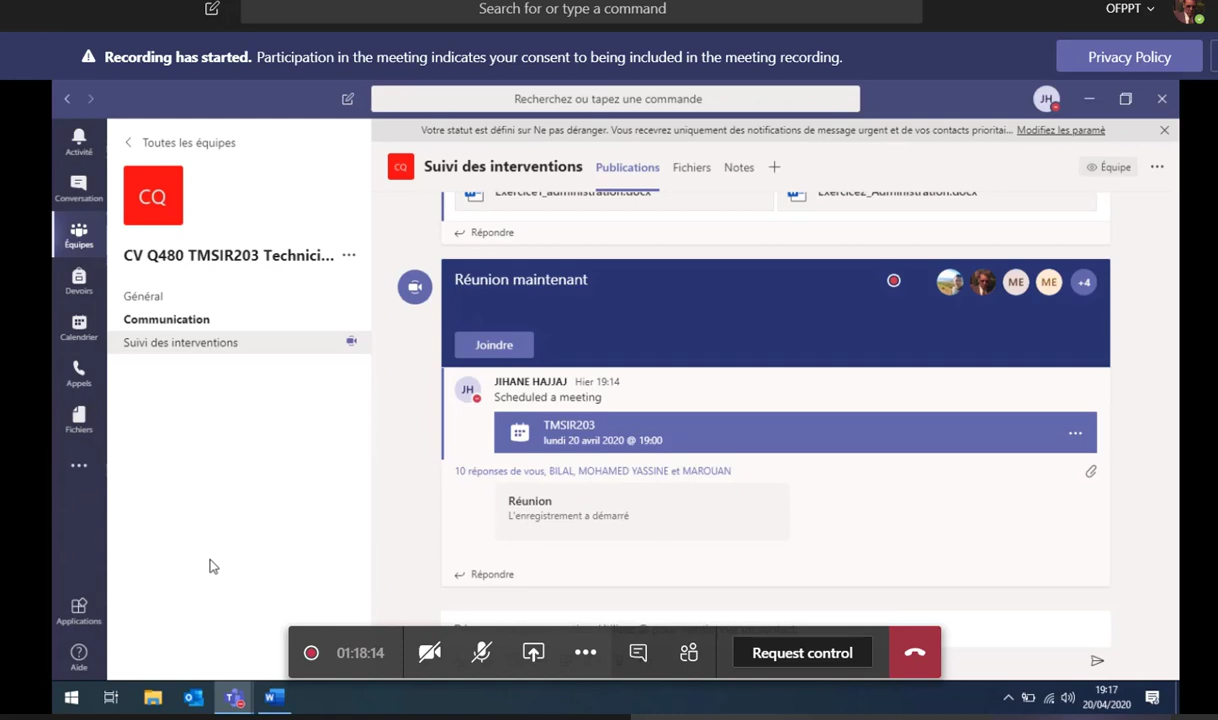 Search for or type a command
OFPPT
Recording has started. Participation in the meeting indicates your consent to being included in the meeting recording.
Privacy Policy
Recherchez ou tapez une commande
JH
Votre statut est défini sur Ne pas déranger. Vous recevrez uniquement des notifications de message urgent et de vos contacts prioritai... Modifiez les paramè
Activité
Conversation
Équipes
Devoirs
Calendrier
Appels
Fichiers
Applications
Aide
Toutes les équipes
CQ
CV Q480 TMSIR203 Technici...
Général
Communication
Suivi des interventions
CQ
Suivi des interventions
Publications
Fichiers
Notes
Équipe
Exercice1_administration.docx
Exercice2_Administration.docx
Répondre
Réunion maintenant
ME
ME
+4
Joindre
JH
JIHANE HAJJAJ Hier 19:14
Scheduled a meeting
TMSIR203
lundi 20 avril 2020 @ 19:00
10 réponses de vous, BILAL, MOHAMED YASSINE et MAROUAN
Réunion
L'enregistrement a démarré
Répondre
01:18:14
Request control
19:17
20/04/2020